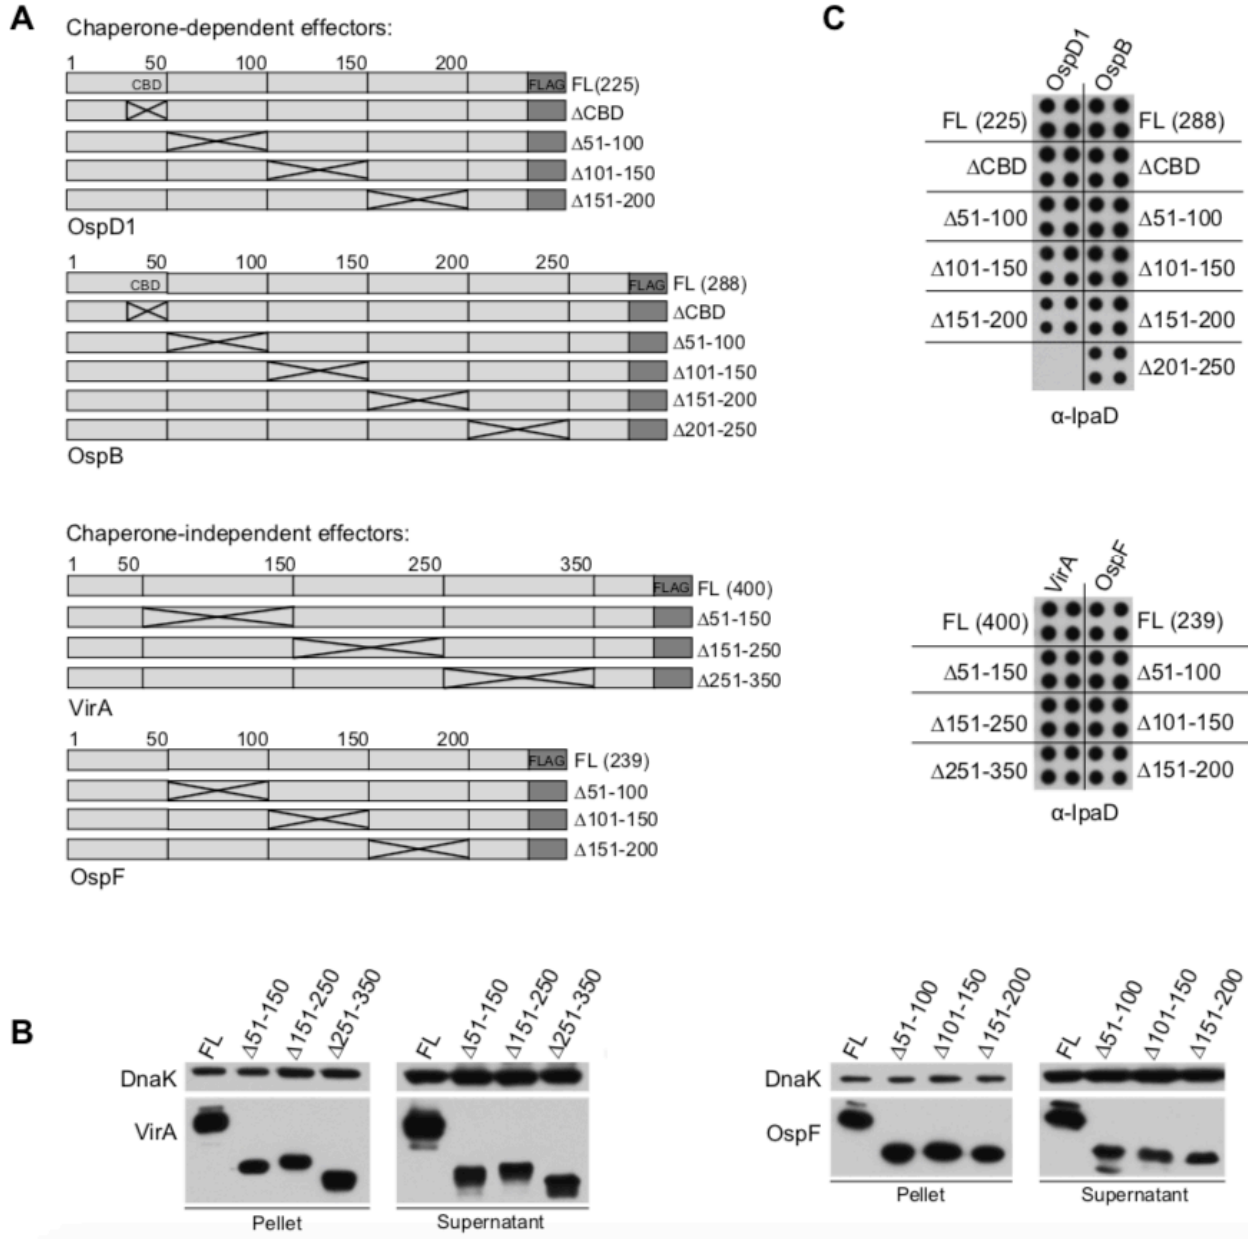 A
Chaperone-dependent effectors:
1 50 100 150 200
CBD FLAG FL(225)
ΔCBD
Δ51-100
Δ101-150
Δ151-200
OspD1
1 50 100 150 200 250
CBD FLAG FL (288)
ΔCBD
Δ51-100
Δ101-150
Δ151-200
Δ201-250
OspB
Chaperone-independent effectors:
1 50 150 250 350
FLAG FL (400)
Δ51-150
Δ151-250
Δ251-350
VirA
1 50 100 150 200
FLAG FL (239)
Δ51-100
Δ101-150
Δ151-200
OspF
C
OspD1 OspB
FL (225) FL (288)
ΔCBD ΔCBD
Δ51-100 Δ51-100
Δ101-150 Δ101-150
Δ151-200 Δ151-200
Δ201-250
α-IpaD
VirA OspF
FL (400) FL (239)
Δ51-150 Δ51-100
Δ151-250 Δ101-150
Δ251-350 Δ151-200
α-IpaD
B
FL Δ51-150 Δ151-250 Δ251-350 FL Δ51-150 Δ151-250 Δ251-350
DnaK
VirA
Pellet Supernatant
FL Δ51-100 Δ101-150 Δ151-200 FL Δ51-100 Δ101-150 Δ151-200
DnaK
OspF
Pellet Supernatant